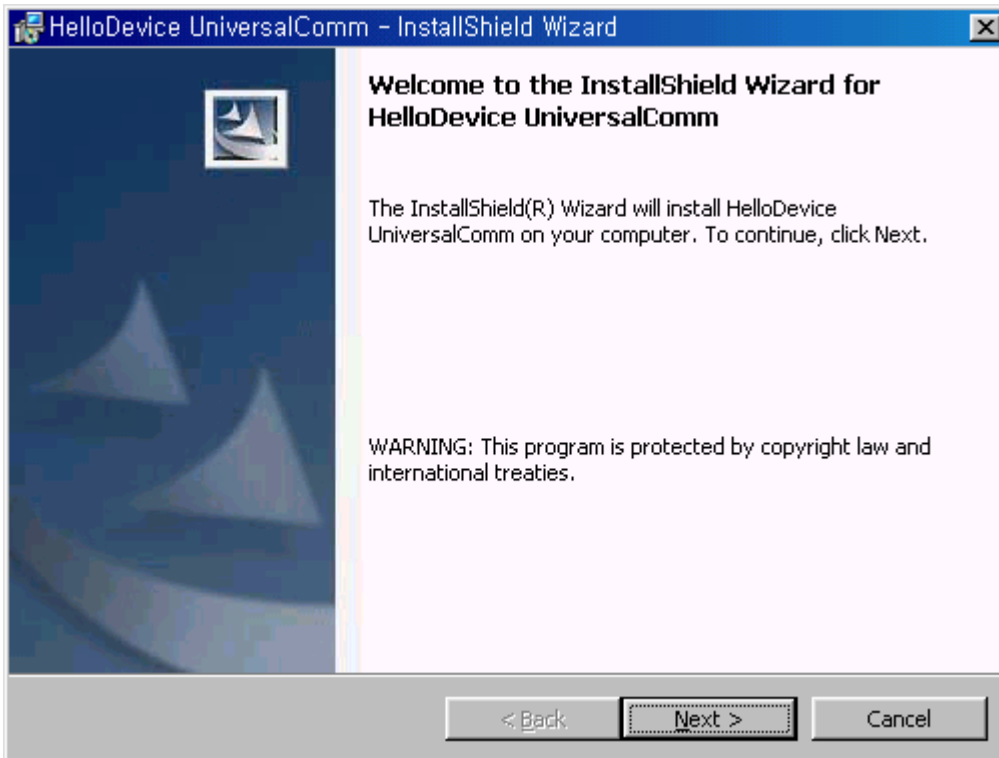 HelloDevice UniversalComm - InstallShield Wizard
Welcome to the InstallShield Wizard for
HelloDevice UniversalComm
The InstallShield(R) Wizard will install HelloDevice
UniversalComm on your computer. To continue, click Next.
WARNING: This program is protected by copyright law and
international treaties.
< Back
Next >
Cancel